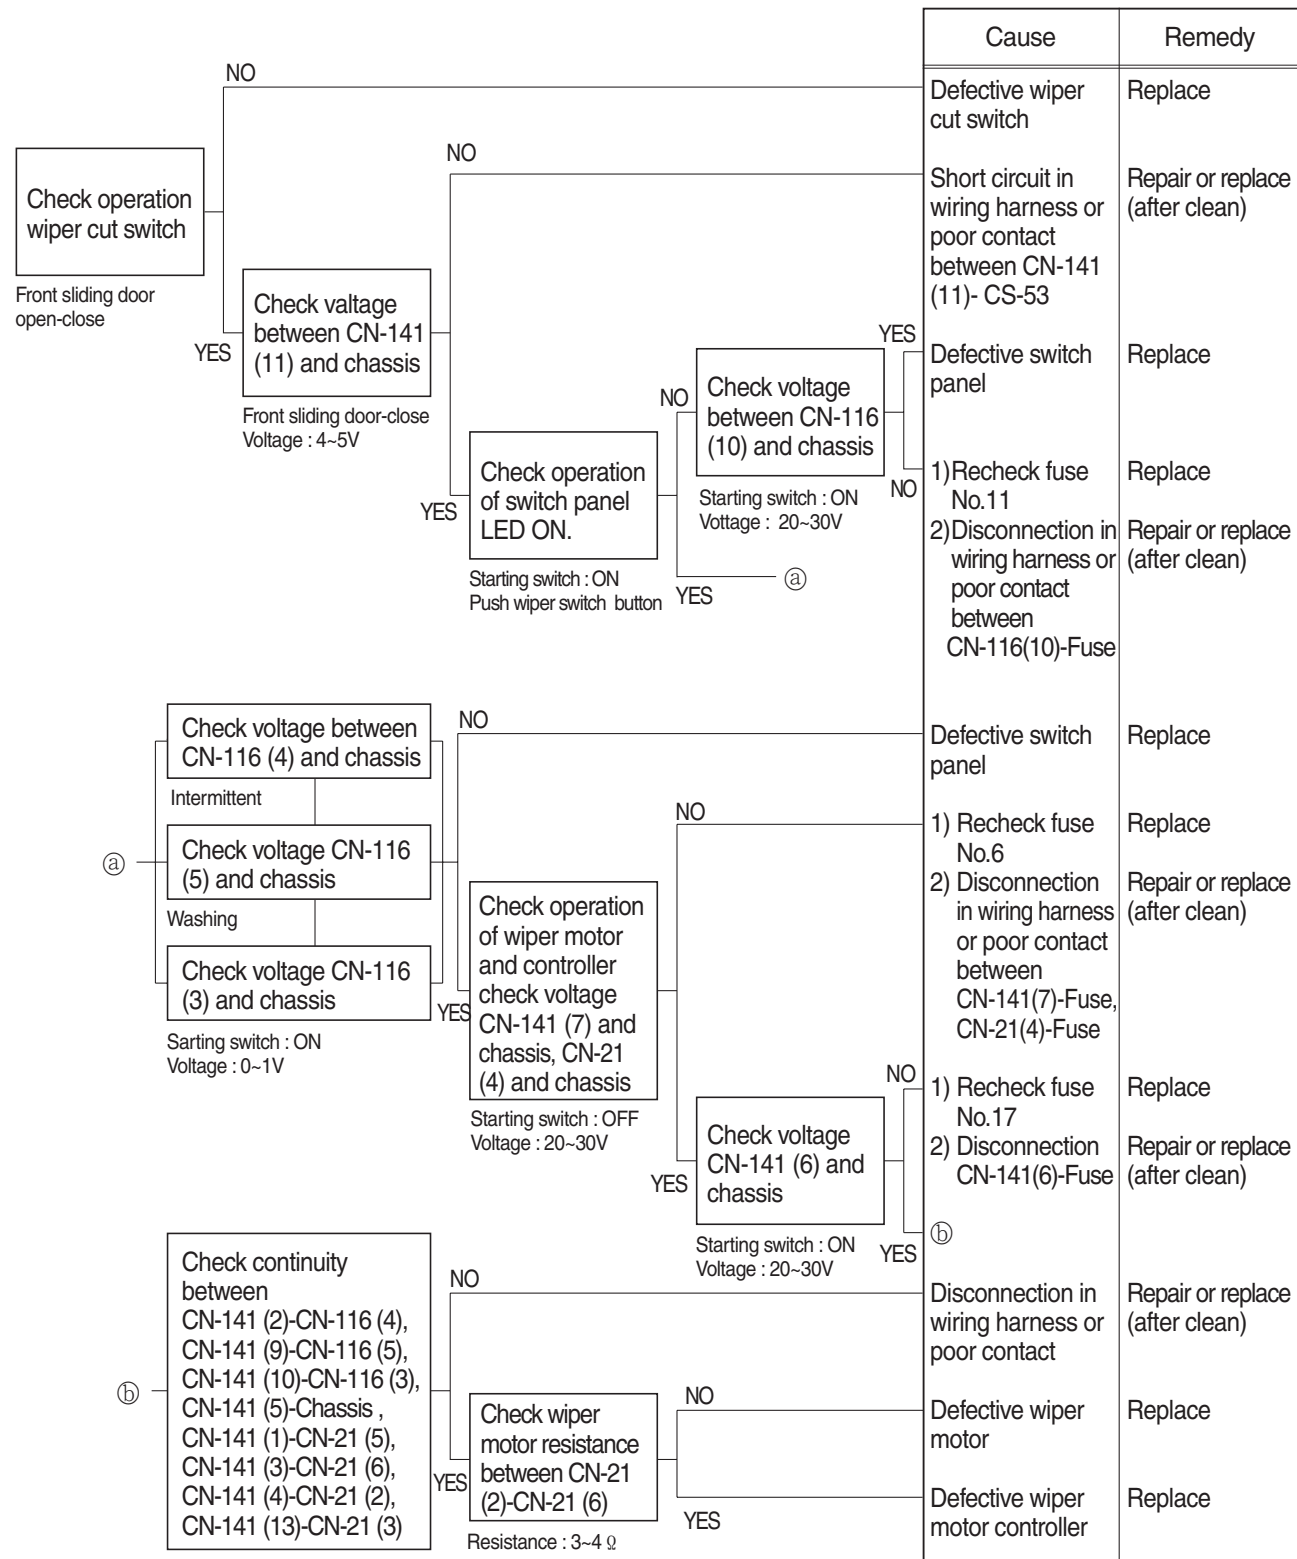 Cause
Remedy
NO
Defective wiper
cut switch
Replace
NO
Check operation
wiper cut switch
Front sliding door
open-close
Short circuit in
wiring harness or
poor contact
between CN-141
(11)- CS-53
Repair or replace
(after clean)
YES
Check valtage
between CN-141
(11) and chassis
Front sliding door-close
Voltage : 4~5V
YES
Defective switch
panel
Replace
NO
Check voltage
between CN-116
(10) and chassis
Starting switch : ON
Vottage : 20~30V
NO
YES
Check operation
of switch panel
LED ON.
Starting switch : ON
Push wiper switch button
YES
ⓐ
1)Recheck fuse
No.11
Replace
2)Disconnection in
wiring harness or
poor contact
between
CN-116(10)-Fuse
Repair or replace
(after clean)
Check voltage between
CN-116 (4) and chassis
Intermittent
ⓐ
Check voltage CN-116
(5) and chassis
Washing
Check voltage CN-116
(3) and chassis
Sarting switch : ON
Voltage : 0~1V
NO
Defective switch
panel
Replace
YES
Check operation
of wiper motor
and controller
check voltage
CN-141 (7) and
chassis, CN-21
(4) and chassis
Starting switch : OFF
Voltage : 20~30V
NO
1) Recheck fuse
No.6
Replace
2) Disconnection
in wiring harness
or poor contact
between
CN-141(7)-Fuse,
CN-21(4)-Fuse
Repair or replace
(after clean)
YES
Check voltage
CN-141 (6) and
chassis
Starting switch : ON
Voltage : 20~30V
NO
1) Recheck fuse
No.17
Replace
2) Disconnection
CN-141(6)-Fuse
Repair or replace
(after clean)
YES
ⓑ
ⓑ
Check continuity
between
CN-141 (2)-CN-116 (4),
CN-141 (9)-CN-116 (5),
CN-141 (10)-CN-116 (3),
CN-141 (5)-Chassis ,
CN-141 (1)-CN-21 (5),
CN-141 (3)-CN-21 (6),
CN-141 (4)-CN-21 (2),
CN-141 (13)-CN-21 (3)
NO
Disconnection in
wiring harness or
poor contact
Repair or replace
(after clean)
YES
Check wiper
motor resistance
between CN-21
(2)-CN-21 (6)
Resistance : 3~4 Ω
NO
Defective wiper
motor
Replace
YES
Defective wiper
motor controller
Replace